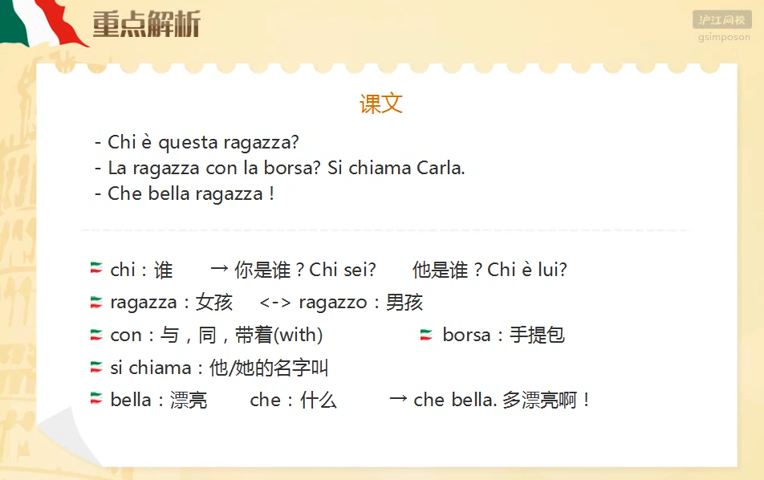 重点解析
沪江网校
gsimposon
课文
- Chi è questa ragazza?
- La ragazza con la borsa? Si chiama Carla.
- Che bella ragazza！
chi：谁 → 你是谁？Chi sei? 他是谁？Chi è lui?
ragazza：女孩 <-> ragazzo：男孩
con：与，同，带着(with) borsa：手提包
si chiama：他/她的名字叫
bella：漂亮 che：什么 → che bella. 多漂亮啊！